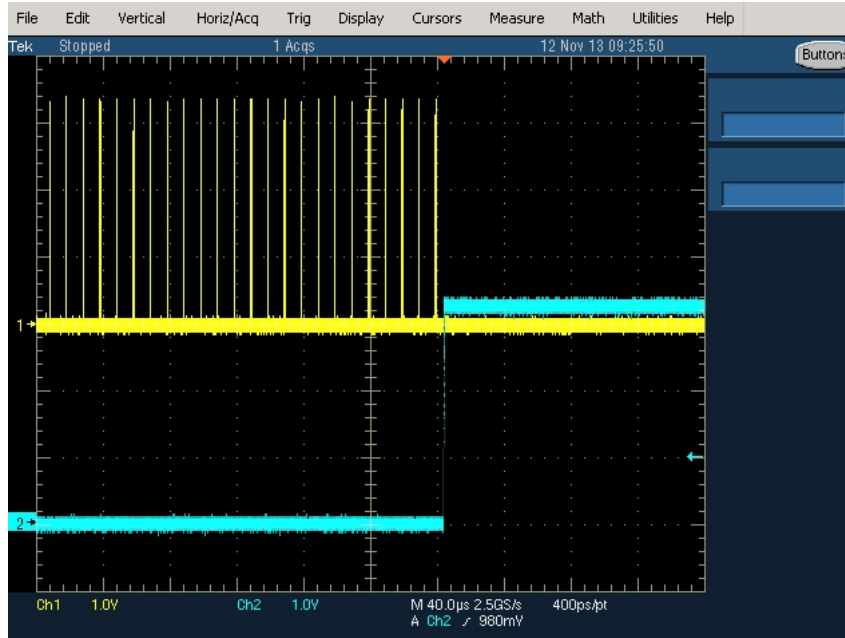 File Edit Vertical Horiz/Acq Trig Display Cursors Measure Math Utilities Help
Tek Stopped 1 Acqs 12 Nov 13 09:25:50
Buttons
1
2
Ch1 1.0V Ch2 1.0V M 40.0µs 2.5GS/s 400ps/pt
A Ch2 980mV